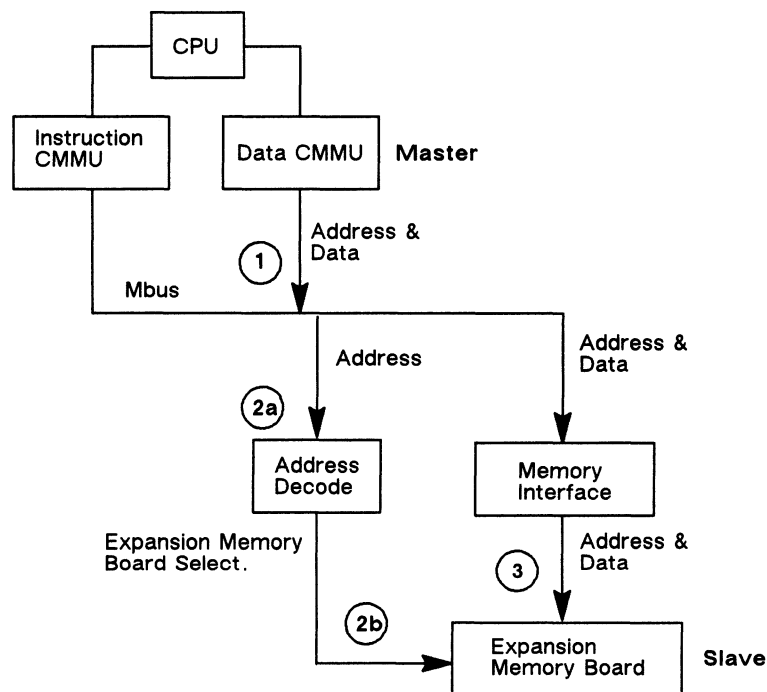 CPU
Instruction
CMMU
Data CMMU
Master
Address &
Data
1
Mbus
Address
Address &
Data
2a
Address
Decode
Memory
Interface
Expansion Memory
Board Select.
Address &
Data
3
2b
Expansion
Memory Board
Slave